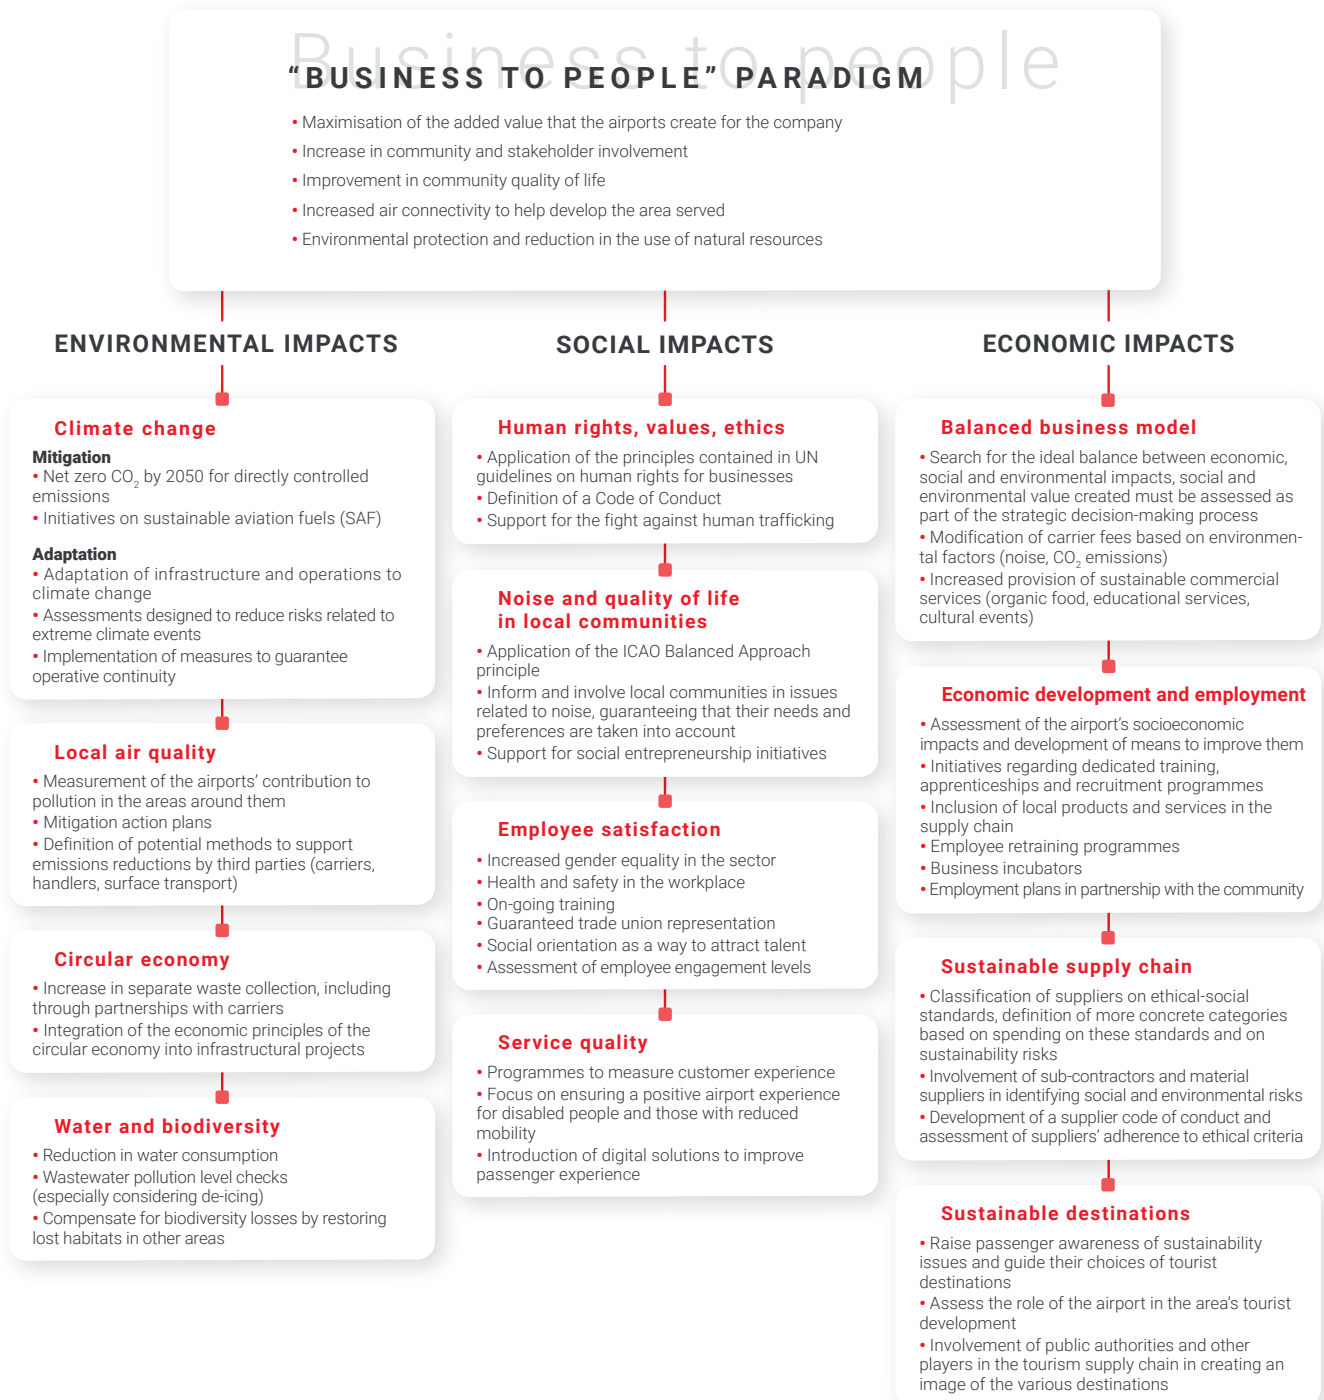 Business to people
“BUSINESS TO PEOPLE” PARADIGM
• Maximisation of the added value that the airports create for the company
• Increase in community and stakeholder involvement
• Improvement in community quality of life
• Increased air connectivity to help develop the area served
• Environmental protection and reduction in the use of natural resources
ENVIRONMENTAL IMPACTS
Climate change
Mitigation
• Net zero CO₂ by 2050 for directly controlled
emissions
• Initiatives on sustainable aviation fuels (SAF)
Adaptation
• Adaptation of infrastructure and operations to
climate change
• Assessments designed to reduce risks related to
extreme climate events
• Implementation of measures to guarantee
operative continuity
Local air quality
• Measurement of the airports’ contribution to
pollution in the areas around them
• Mitigation action plans
• Definition of potential methods to support
emissions reductions by third parties (carriers,
handlers, surface transport)
Circular economy
• Increase in separate waste collection, including
through partnerships with carriers
• Integration of the economic principles of the
circular economy into infrastructural projects
Water and biodiversity
• Reduction in water consumption
• Wastewater pollution level checks
(especially considering de-icing)
• Compensate for biodiversity losses by restoring
lost habitats in other areas
SOCIAL IMPACTS
Human rights, values, ethics
• Application of the principles contained in UN
guidelines on human rights for businesses
• Definition of a Code of Conduct
• Support for the fight against human trafficking
Noise and quality of life
in local communities
• Application of the ICAO Balanced Approach
principle
• Inform and involve local communities in issues
related to noise, guaranteeing that their needs and
preferences are taken into account
• Support for social entrepreneurship initiatives
Employee satisfaction
• Increased gender equality in the sector
• Health and safety in the workplace
• On-going training
• Guaranteed trade union representation
• Social orientation as a way to attract talent
• Assessment of employee engagement levels
Service quality
• Programmes to measure customer experience
• Focus on ensuring a positive airport experience
for disabled people and those with reduced
mobility
• Introduction of digital solutions to improve
passenger experience
ECONOMIC IMPACTS
Balanced business model
• Search for the ideal balance between economic,
social and environmental impacts, social and
environmental value created must be assessed as
part of the strategic decision-making process
• Modification of carrier fees based on environmen-
tal factors (noise, CO₂ emissions)
• Increased provision of sustainable commercial
services (organic food, educational services,
cultural events)
Economic development and employment
• Assessment of the airport’s socioeconomic
impacts and development of means to improve them
• Initiatives regarding dedicated training,
apprenticeships and recruitment programmes
• Inclusion of local products and services in the
supply chain
• Employee retraining programmes
• Business incubators
• Employment plans in partnership with the community
Sustainable supply chain
• Classification of suppliers on ethical-social
standards, definition of more concrete categories
based on spending on these standards and on
sustainability risks
• Involvement of sub-contractors and material
suppliers in identifying social and environmental risks
• Development of a supplier code of conduct and
assessment of suppliers’ adherence to ethical criteria
Sustainable destinations
• Raise passenger awareness of sustainability
issues and guide their choices of tourist
destinations
• Assess the role of the airport in the area’s tourist
development
• Involvement of public authorities and other
players in the tourism supply chain in creating an
image of the various destinations